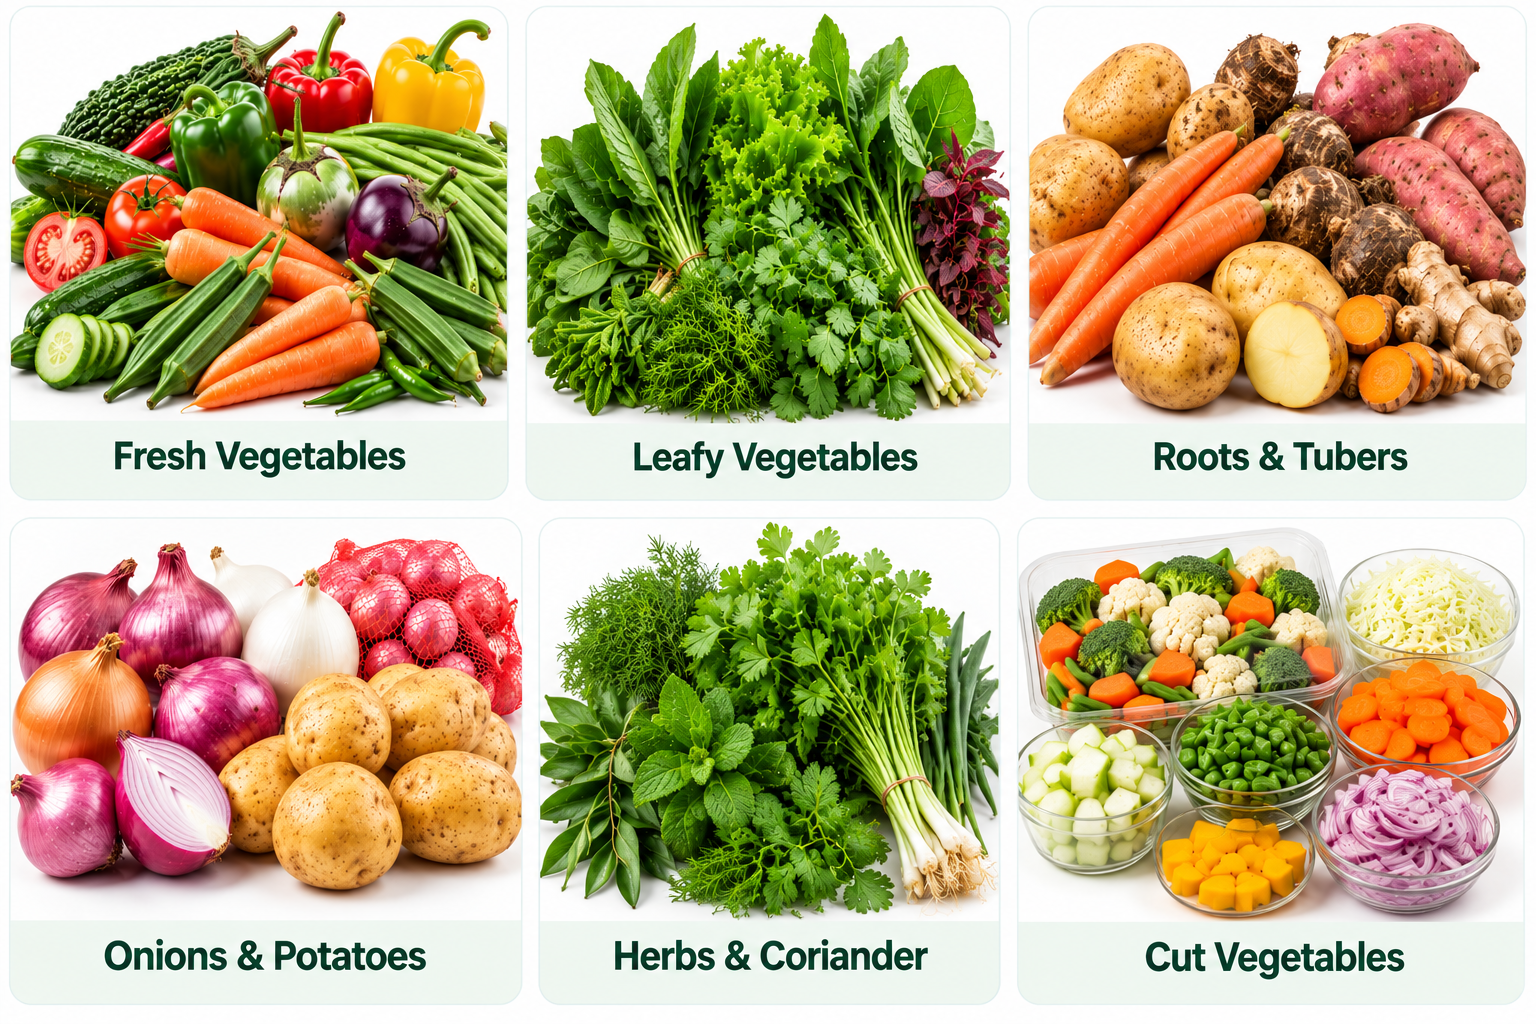 Fresh Vegetables
Leafy Vegetables
Roots & Tubers
Onions & Potatoes
Herbs & Coriander
Cut Vegetables